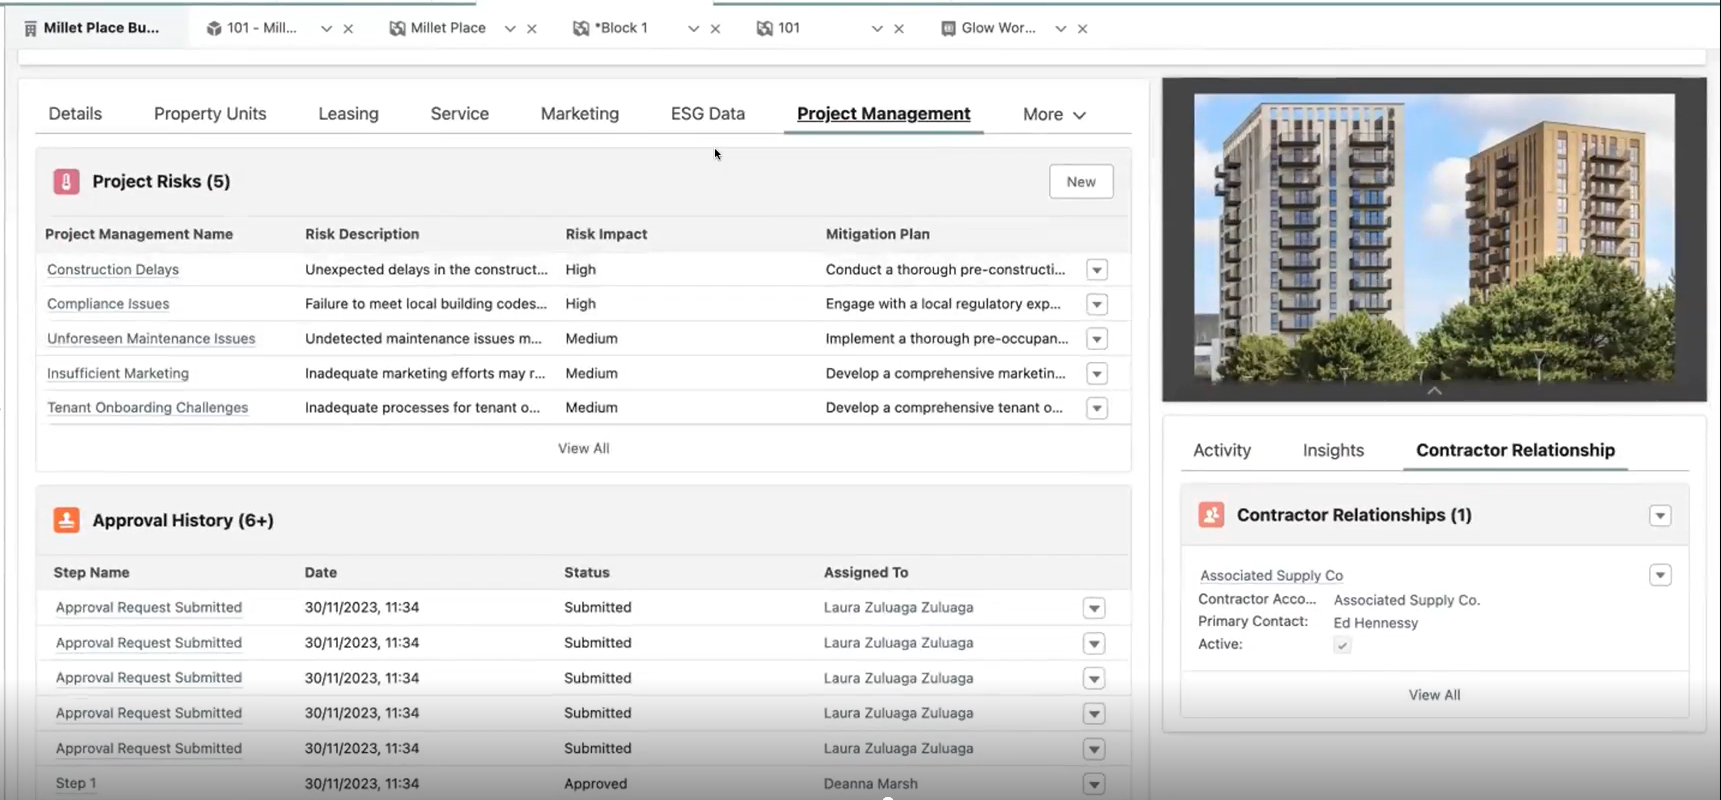 Millet Place Bu... 101 - Mill... Millet Place *Block 1 101 Glow Wor...
Details Property Units Leasing Service Marketing ESG Data Project Management More
Project Risks (5) New
Project Management Name Risk Description Risk Impact Mitigation Plan
Construction Delays Unexpected delays in the construct... High Conduct a thorough pre-constructi...
Compliance Issues Failure to meet local building codes... High Engage with a local regulatory exp...
Unforeseen Maintenance Issues Undetected maintenance issues m... Medium Implement a thorough pre-occupan...
Insufficient Marketing Inadequate marketing efforts may r... Medium Develop a comprehensive marketin...
Tenant Onboarding Challenges Inadequate processes for tenant o... Medium Develop a comprehensive tenant o...
View All
Approval History (6+)
Step Name Date Status Assigned To
Approval Request Submitted 30/11/2023, 11:34 Submitted Laura Zuluaga Zuluaga
Approval Request Submitted 30/11/2023, 11:34 Submitted Laura Zuluaga Zuluaga
Approval Request Submitted 30/11/2023, 11:34 Submitted Laura Zuluaga Zuluaga
Approval Request Submitted 30/11/2023, 11:34 Submitted Laura Zuluaga Zuluaga
Approval Request Submitted 30/11/2023, 11:34 Submitted Laura Zuluaga Zuluaga
Step 1 30/11/2023, 11:34 Approved Deanna Marsh
Activity Insights Contractor Relationship
Contractor Relationships (1)
Associated Supply Co
Contractor Acco... Associated Supply Co.
Primary Contact: Ed Hennessy
Active:
View All